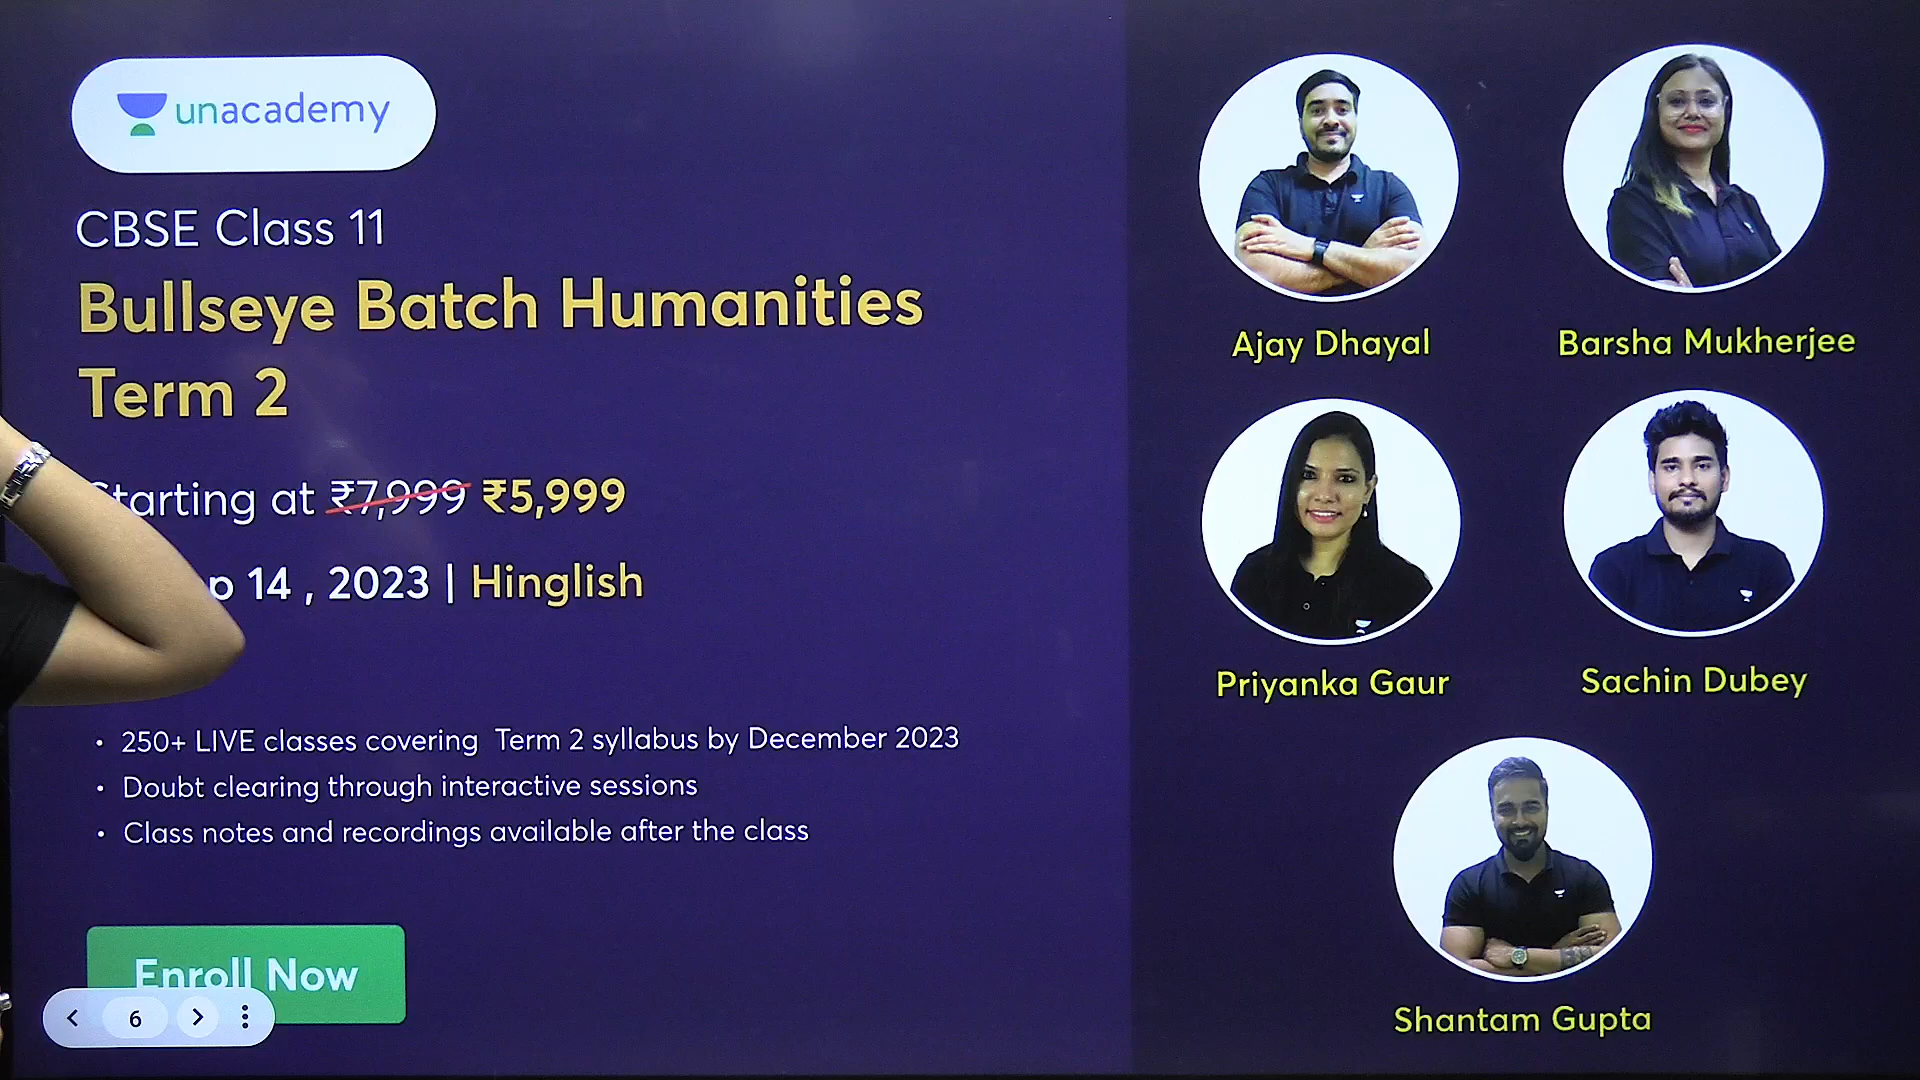 unacademy
CBSE Class 11
Bullseye Batch Humanities
Term 2
Starting at ₹7,999 ₹5,999
14 , 2023 | Hinglish
• 250+ LIVE classes covering Term 2 syllabus by December 2023
• Doubt clearing through interactive sessions
• Class notes and recordings available after the class
Enroll Now
6
Ajay Dhayal
Barsha Mukherjee
Priyanka Gaur
Sachin Dubey
Shantam Gupta